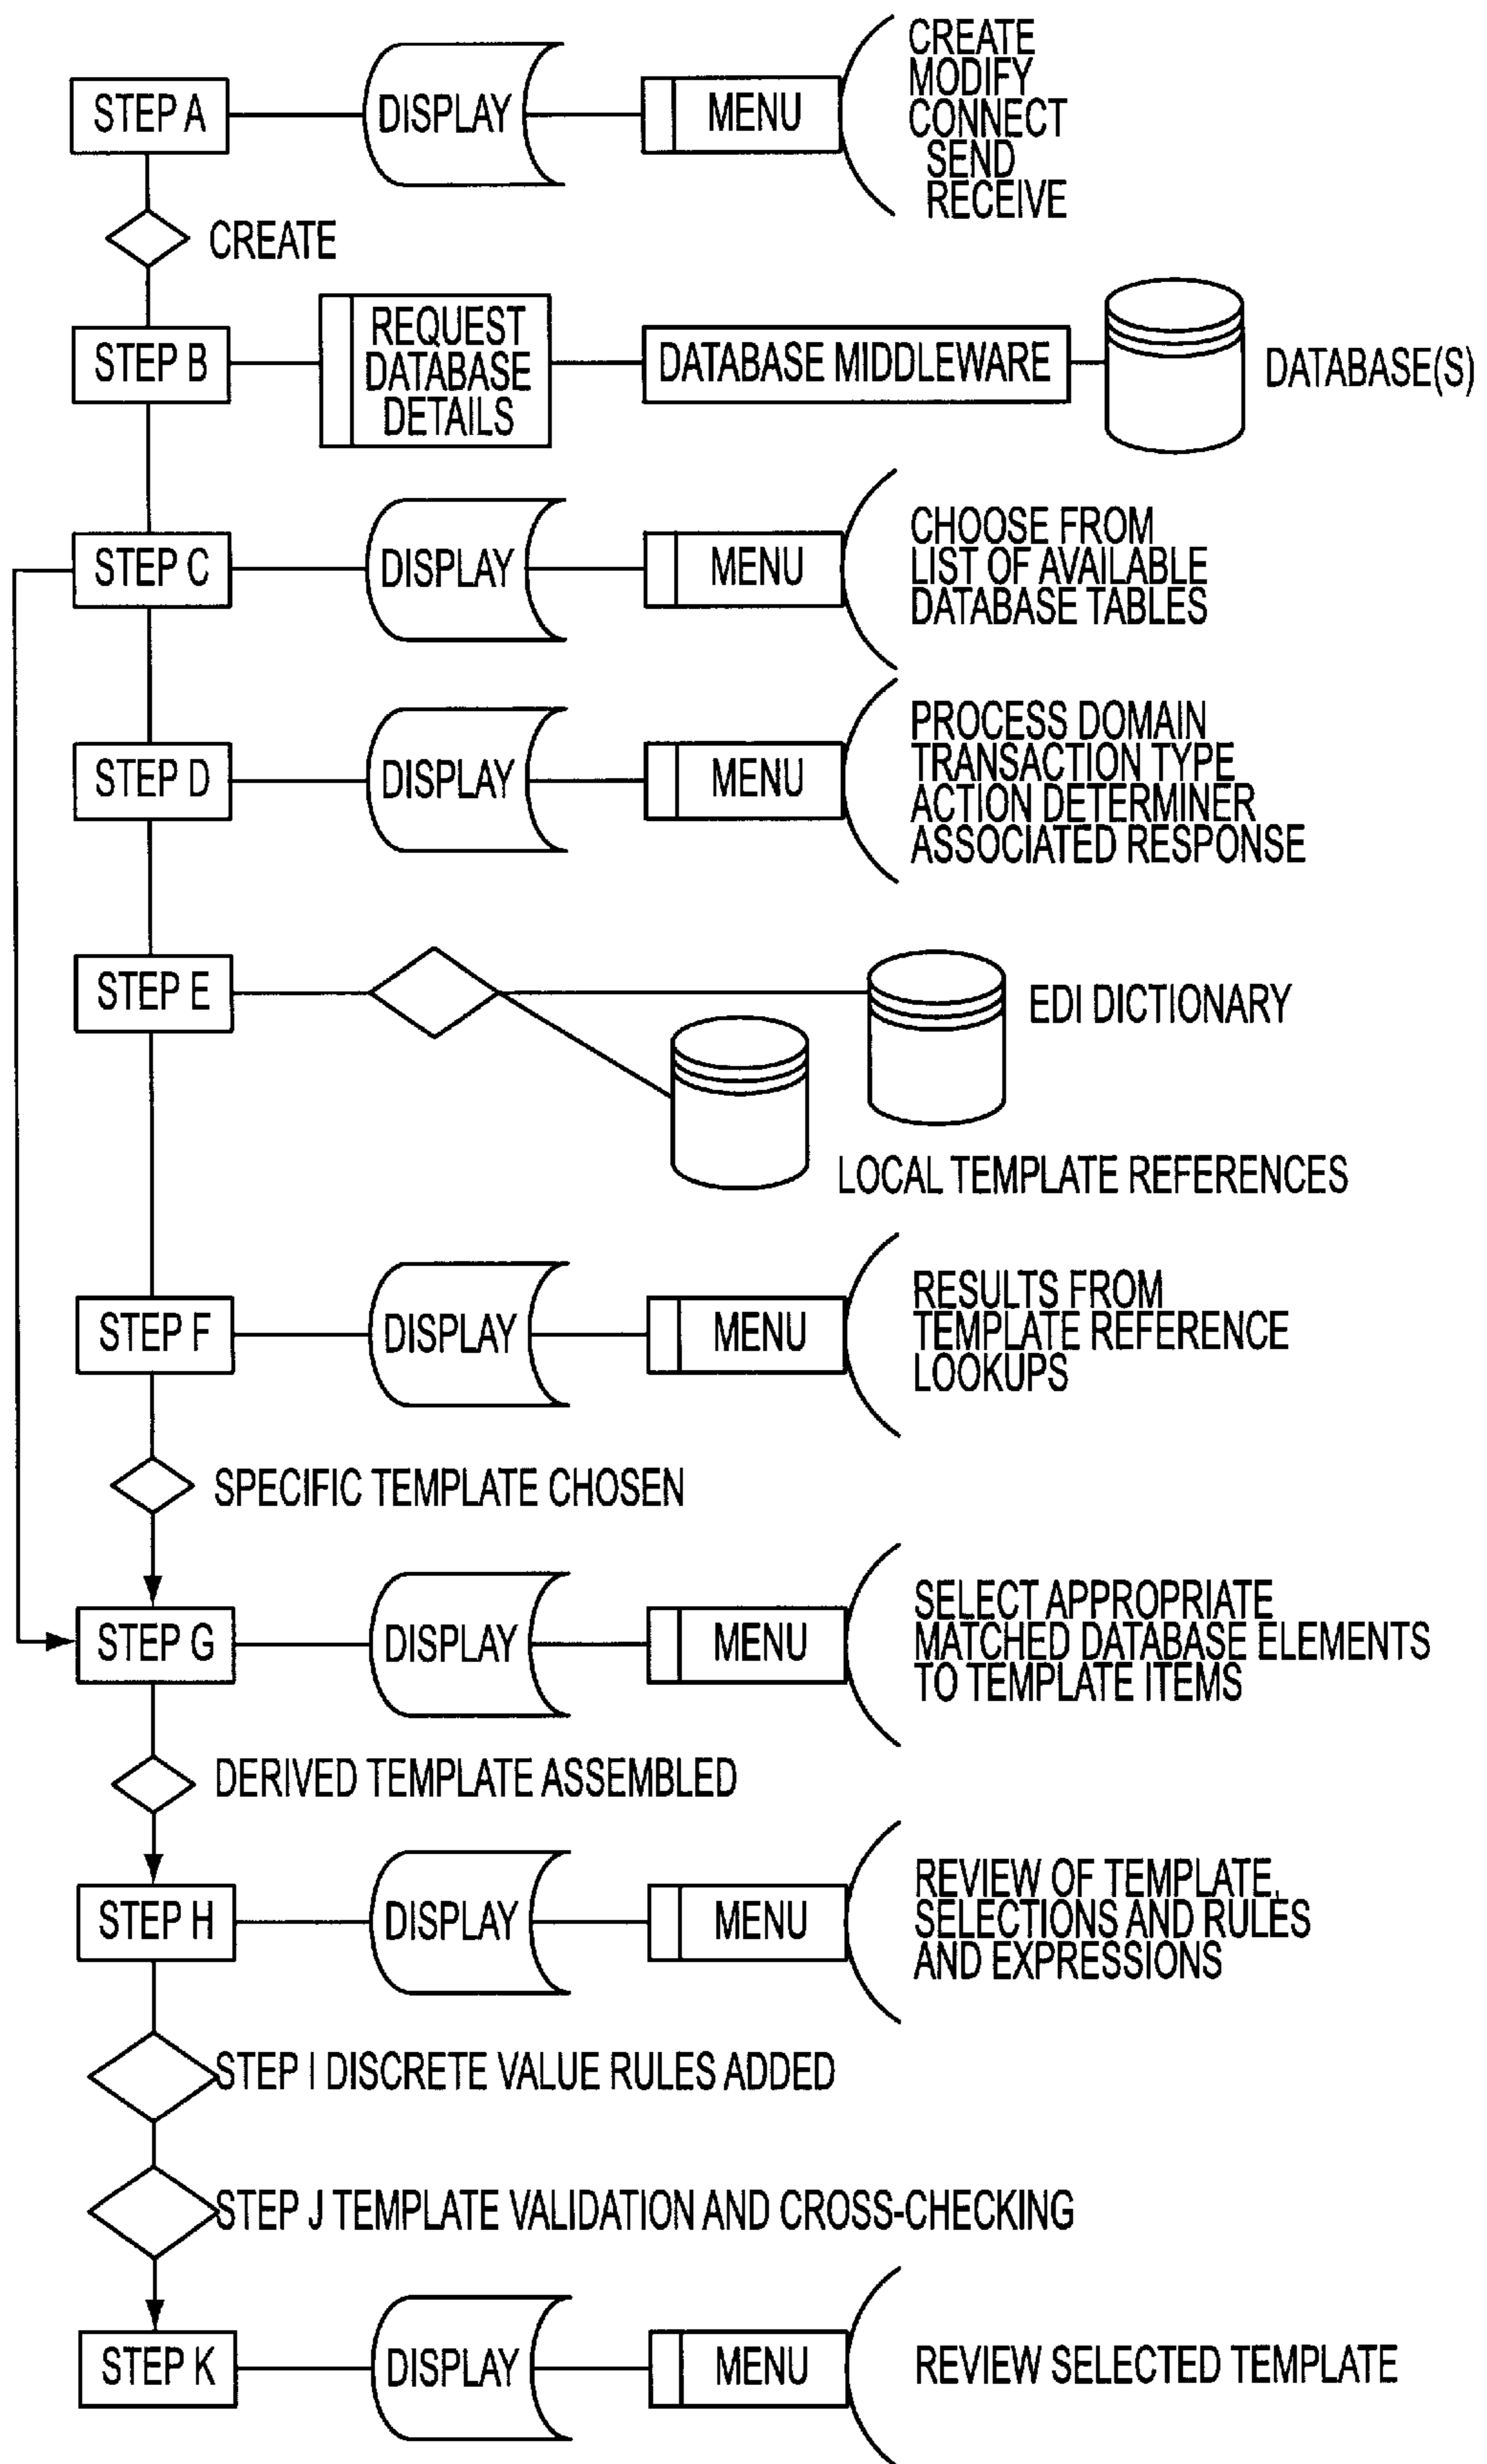 STEP A
DISPLAY
MENU
CREATE
MODIFY
CONNECT
SEND
RECEIVE
CREATE
STEP B
REQUEST
DATABASE
DETAILS
DATABASE MIDDLEWARE
DATABASE(S)
STEP C
DISPLAY
MENU
CHOOSE FROM
LIST OF AVAILABLE
DATABASE TABLES
STEP D
DISPLAY
MENU
PROCESS DOMAIN
TRANSACTION TYPE
ACTION DETERMINER
ASSOCIATED RESPONSE
STEP E
EDI DICTIONARY
LOCAL TEMPLATE REFERENCES
STEP F
DISPLAY
MENU
RESULTS FROM
TEMPLATE REFERENCE
LOOKUPS
SPECIFIC TEMPLATE CHOSEN
STEP G
DISPLAY
MENU
SELECT APPROPRIATE
MATCHED DATABASE ELEMENTS
TO TEMPLATE ITEMS
DERIVED TEMPLATE ASSEMBLED
STEP H
DISPLAY
MENU
REVIEW OF TEMPLATE,
SELECTIONS AND RULES
AND EXPRESSIONS
STEP I DISCRETE VALUE RULES ADDED
STEP J TEMPLATE VALIDATION AND CROSS-CHECKING
STEP K
DISPLAY
MENU
REVIEW SELECTED TEMPLATE